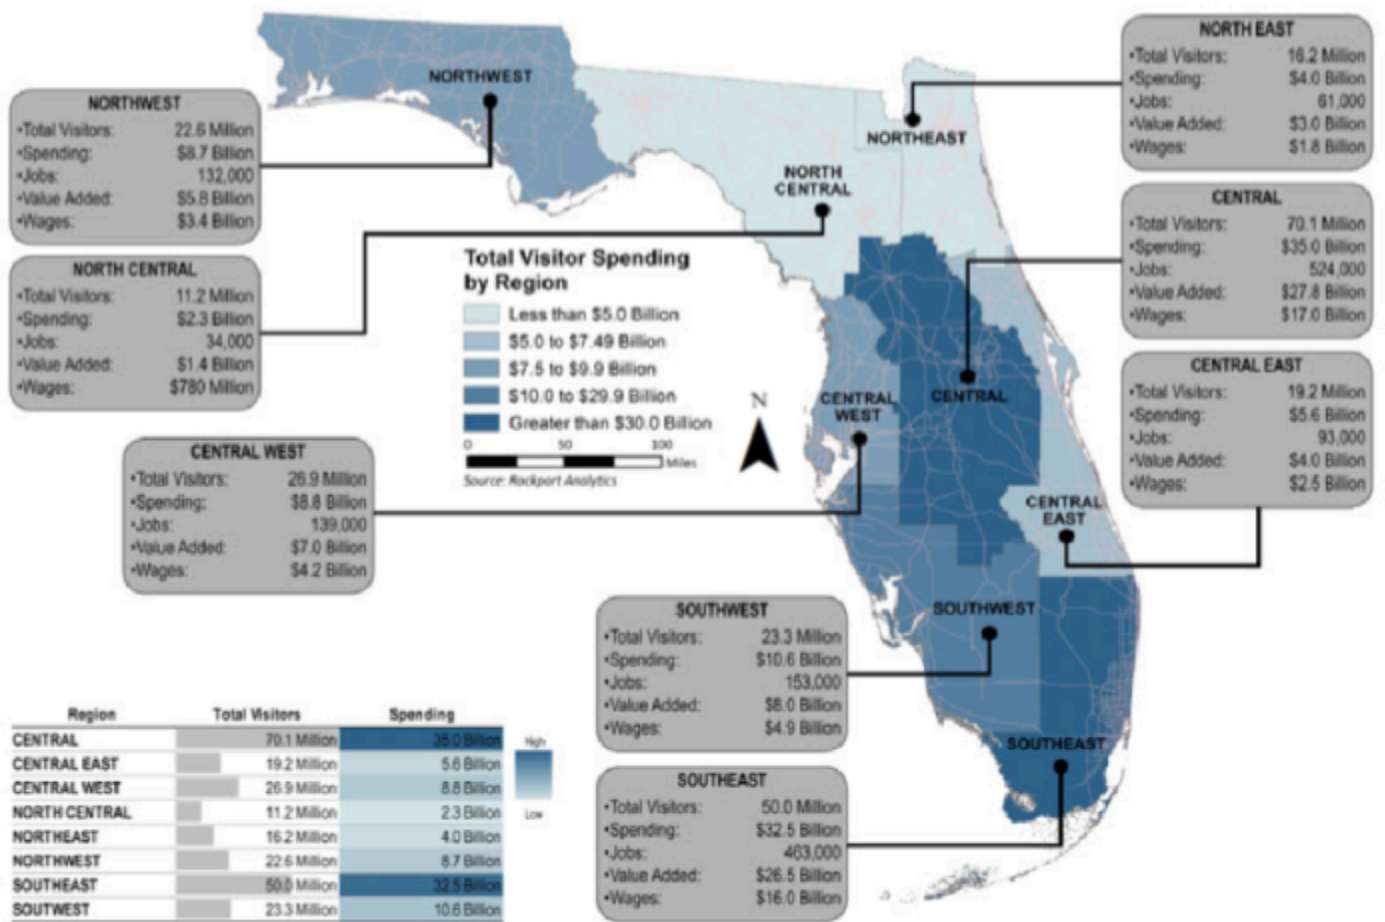 NORTHWEST
•Total Visitors: 22.6 Million
•Spending: $8.7 Billion
•Jobs: 132,000
•Value Added: $5.8 Billion
•Wages: $3.4 Billion
NORTH CENTRAL
•Total Visitors: 11.2 Million
•Spending: $2.3 Billion
•Jobs: 34,000
•Value Added: $1.4 Billion
•Wages: $780 Million
CENTRAL WEST
•Total Visitors: 26.9 Million
•Spending: $8.8 Billion
•Jobs: 139,000
•Value Added: $7.0 Billion
•Wages: $4.2 Billion
NORTH EAST
•Total Visitors: 16.2 Million
•Spending: $4.0 Billion
•Jobs: 61,000
•Value Added: $3.0 Billion
•Wages: $1.8 Billion
CENTRAL
•Total Visitors: 70.1 Million
•Spending: $35.0 Billion
•Jobs: 524,000
•Value Added: $27.8 Billion
•Wages: $17.0 Billion
CENTRAL EAST
•Total Visitors: 19.2 Million
•Spending: $5.6 Billion
•Jobs: 93,000
•Value Added: $4.0 Billion
•Wages: $2.5 Billion
SOUTHWEST
•Total Visitors: 23.3 Million
•Spending: $10.6 Billion
•Jobs: 153,000
•Value Added: $8.0 Billion
•Wages: $4.9 Billion
SOUTHEAST
•Total Visitors: 50.0 Million
•Spending: $32.5 Billion
•Jobs: 463,000
•Value Added: $26.5 Billion
•Wages: $16.0 Billion
NORTHWEST
NORTHEAST
NORTH
CENTRAL
CENTRAL
WEST
CENTRAL
CENTRAL
EAST
SOUTHWEST
SOUTHEAST
Total Visitor Spending
by Region
Less than $5.0 Billion
$5.0 to $7.49 Billion
$7.5 to $9.9 Billion
$10.0 to $29.9 Billion
Greater than $30.0 Billion
0 50 100
Miles
Source: Rockport Analytics
N
Region Total Visitors Spending
CENTRAL 70.1 Million 35.0 Billion
CENTRAL EAST 19.2 Million 5.6 Billion
CENTRAL WEST 26.9 Million 8.8 Billion
NORTH CENTRAL 11.2 Million 2.3 Billion
NORTHEAST 16.2 Million 4.0 Billion
NORTHWEST 22.6 Million 8.7 Billion
SOUTHEAST 50.0 Million 32.5 Billion
SOUTWEST 23.3 Million 10.6 Billion
High
Low